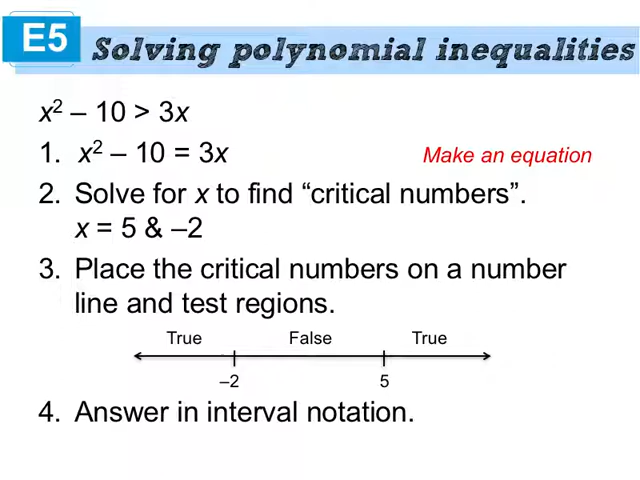 E5
Solving polynomial inequalities
x² – 10 > 3x
1. x² – 10 = 3x Make an equation
2. Solve for x to find “critical numbers”.
x = 5 & –2
3. Place the critical numbers on a number
line and test regions.
True False True
–2 5
4. Answer in interval notation.